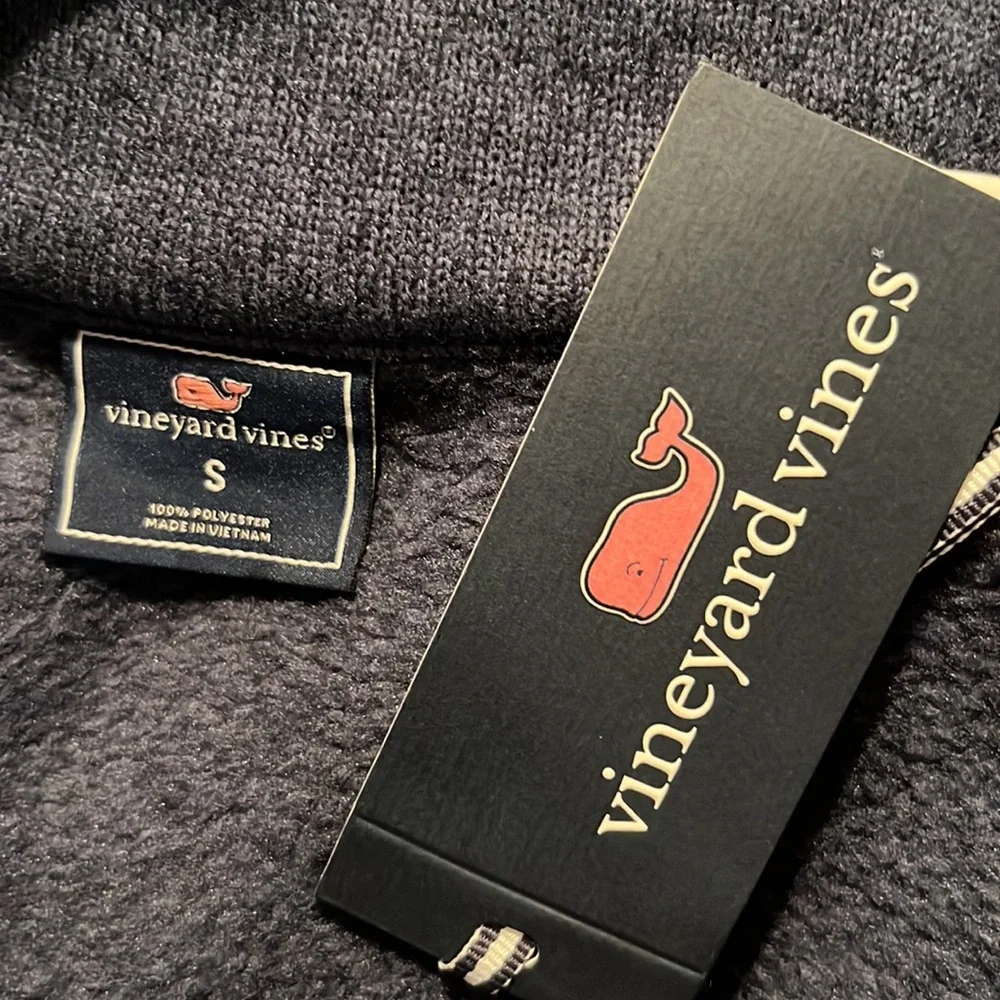 vineyard vines®
S
100% POLYESTER
MADE IN VIETNAM
vineyard vines®